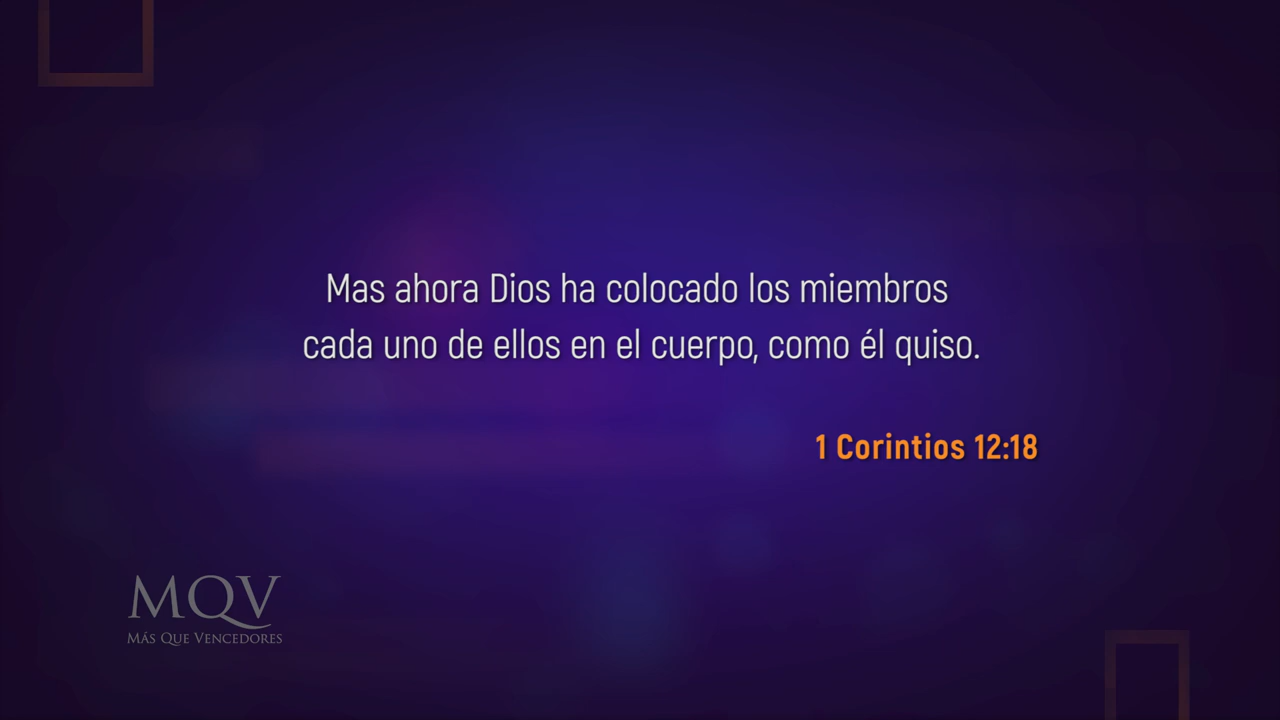 Mas ahora Dios ha colocado los miembros
cada uno de ellos en el cuerpo, como él quiso.
1 Corintios 12:18
MQV
MÁS QUE VENCEDORES